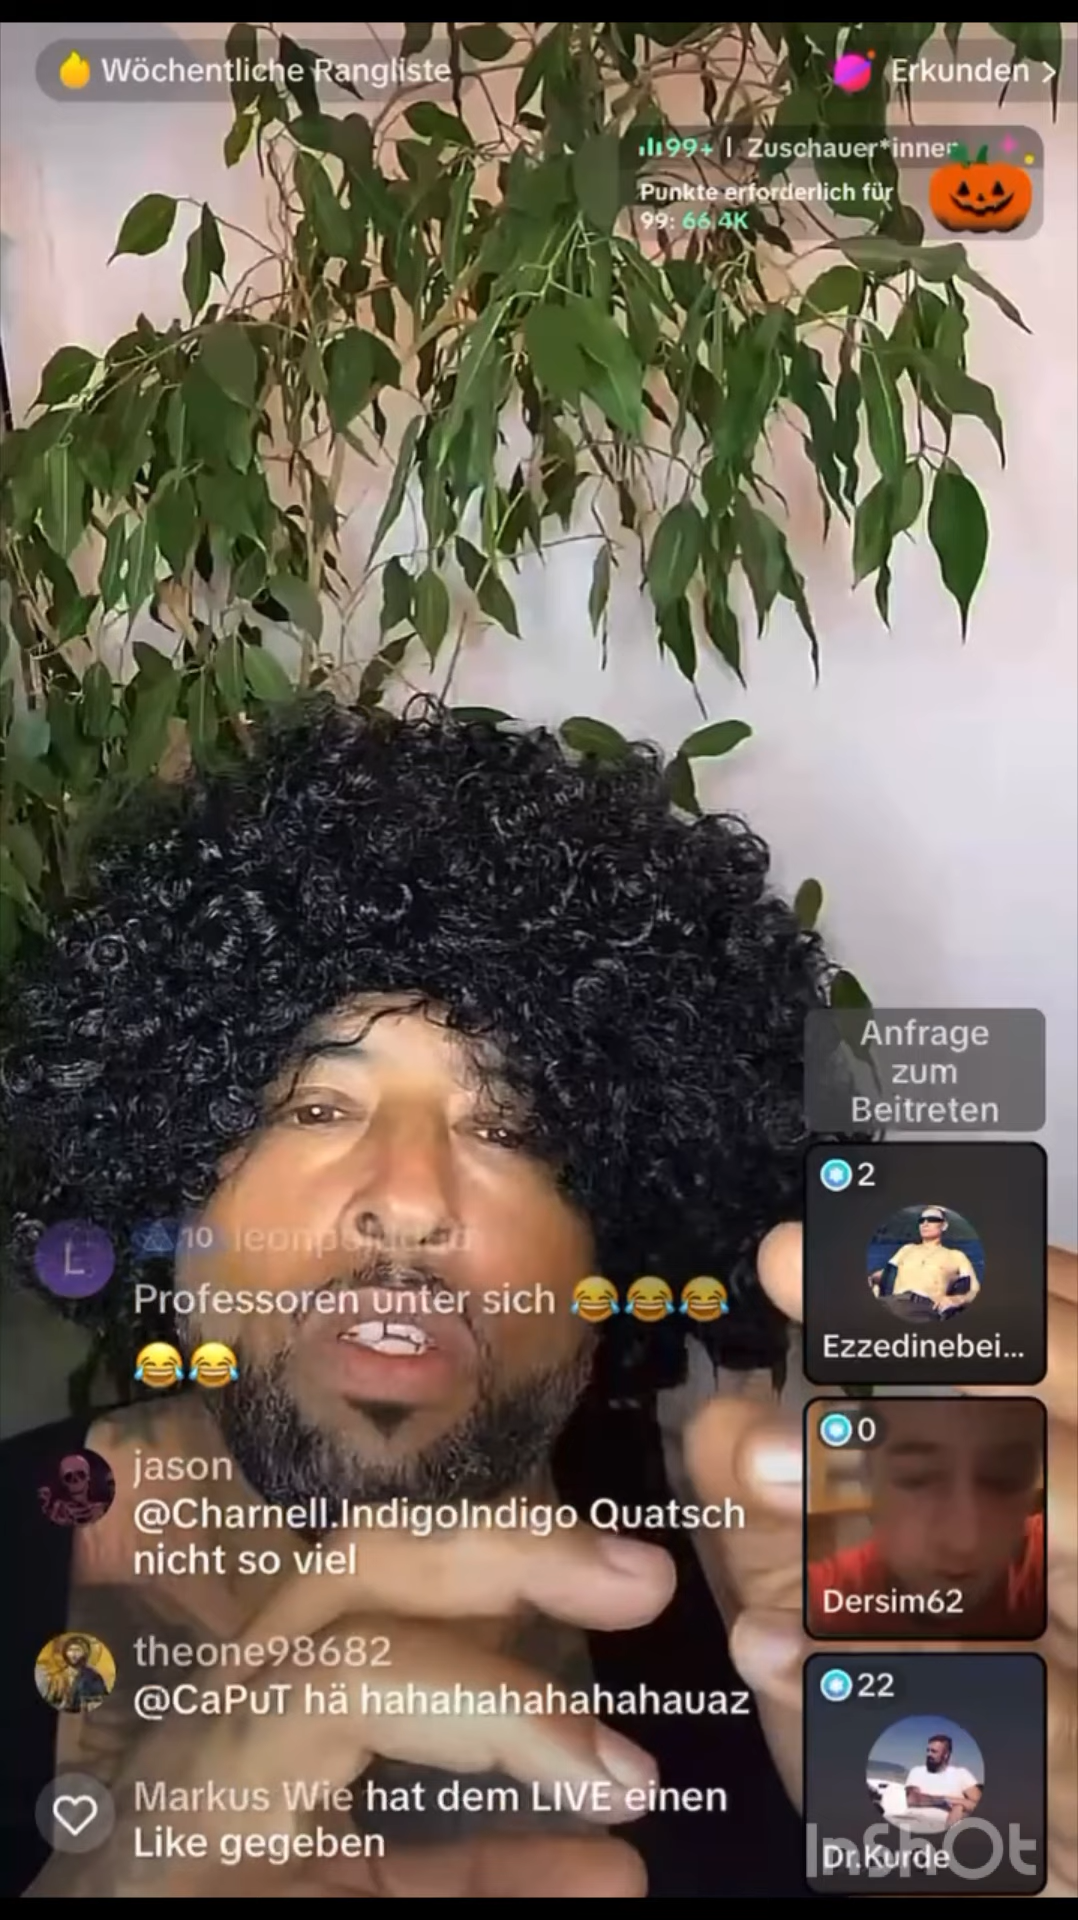 Wöchentliche Rangliste
Erkunden >
99+ | Zuschauer*innen
Punkte erforderlich für
99: 66,4K
Anfrage
zum
Beitreten
2
Ezzedinebei...
L
10
Professoren unter sich 😂😂😂
😂😂
0
Dersim62
jason
@Charnell.IndigoIndigo Quatsch
nicht so viel
theone98682
@CaPuT hä hahahahahahahauaz
22
Dr.Kurde
Markus Wie hat dem LIVE einen
Like gegeben
InShOt